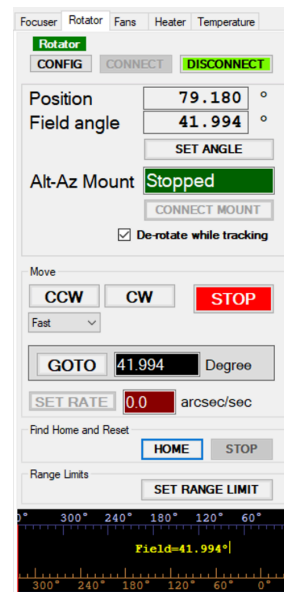 Focuser Rotator Fans Heater Temperature
Rotator
CONFIG CONNECT DISCONNECT
Position 79.180 °
Field angle 41.994 °
SET ANGLE
Alt-Az Mount Stopped
CONNECT MOUNT
De-rotate while tracking
Move
CCW CW STOP
Fast
GOTO 41.994 Degree
SET RATE 0.0 arcsec/sec
Find Home and Reset
HOME STOP
Range Limits
SET RANGE LIMIT
0° 300° 240° 180° 120° 60°
Field=41.994°
300° 240° 180° 120° 60° 0°